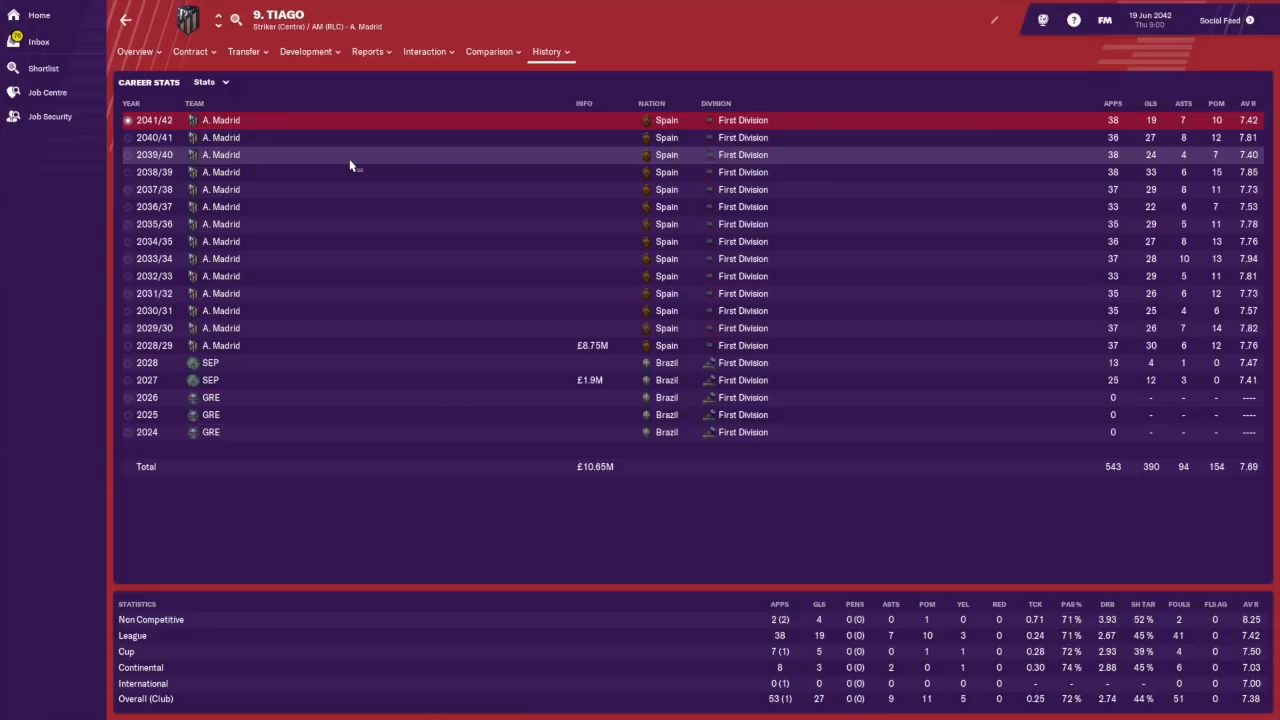 Home
Inbox
76
Shortlist
Job Centre
Job Security
9. TIAGO
Striker (Centre) / AM (RLC) - A. Madrid
FM
19 Jun 2042
Thu 9:00
Social Feed
Overview Contract Transfer Development Reports Interaction Comparison History
CAREER STATS Stats
YEAR TEAM INFO NATION DIVISION APPS GLS ASTS POM AV R
2041/42 A. Madrid Spain First Division 38 19 7 10 7.42
2040/41 A. Madrid Spain First Division 36 27 8 12 7.81
2039/40 A. Madrid Spain First Division 38 24 4 7 7.40
2038/39 A. Madrid Spain First Division 38 33 6 15 7.85
2037/38 A. Madrid Spain First Division 37 29 8 11 7.73
2036/37 A. Madrid Spain First Division 33 22 6 7 7.53
2035/36 A. Madrid Spain First Division 35 29 5 11 7.78
2034/35 A. Madrid Spain First Division 36 27 8 13 7.76
2033/34 A. Madrid Spain First Division 37 28 10 13 7.94
2032/33 A. Madrid Spain First Division 33 29 5 11 7.81
2031/32 A. Madrid Spain First Division 35 26 6 12 7.73
2030/31 A. Madrid Spain First Division 35 25 4 6 7.57
2029/30 A. Madrid Spain First Division 37 26 7 14 7.82
2028/29 A. Madrid £8.75M Spain First Division 37 30 6 12 7.76
2028 SEP Brazil First Division 13 4 1 0 7.47
2027 SEP £1.9M Brazil First Division 25 12 3 0 7.41
2026 GRE Brazil First Division 0 - - - ----
2025 GRE Brazil First Division 0 - - - ----
2024 GRE Brazil First Division 0 - - - ----
Total £10.65M 543 390 94 154 7.69
STATISTICS APPS GLS PENS ASTS POM YEL RED TCK PAS % DRB SH TAR FOULS FLS AG AV R
Non Competitive 2 (2) 4 0 (0) 0 1 0 0 0.71 71 % 3.93 52 % 2 0 8.25
League 38 19 0 (0) 7 10 3 0 0.24 71 % 2.67 45 % 41 0 7.42
Cup 7 (1) 5 0 (0) 0 1 1 0 0.28 72 % 2.93 39 % 4 0 7.50
Continental 8 3 0 (0) 2 0 1 0 0.30 74 % 2.88 45 % 6 0 7.03
International 0 (1) 0 0 (0) 0 0 0 0 - - - - 0 0 7.00
Overall (Club) 53 (1) 27 0 (0) 9 11 5 0 0.25 72 % 2.74 44 % 51 0 7.38